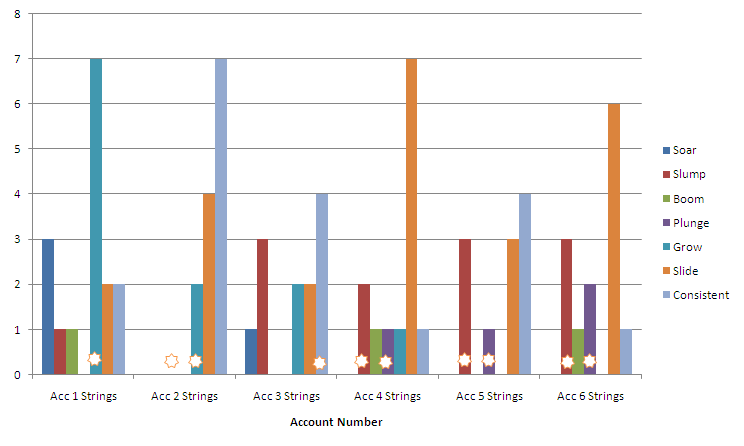 8
7
6
5
4
3
2
1
0
Acc 1 Strings Acc 2 Strings Acc 3 Strings Acc 4 Strings Acc 5 Strings Acc 6 Strings
Account Number
Soar
Slump
Boom
Plunge
Grow
Slide
Consistent